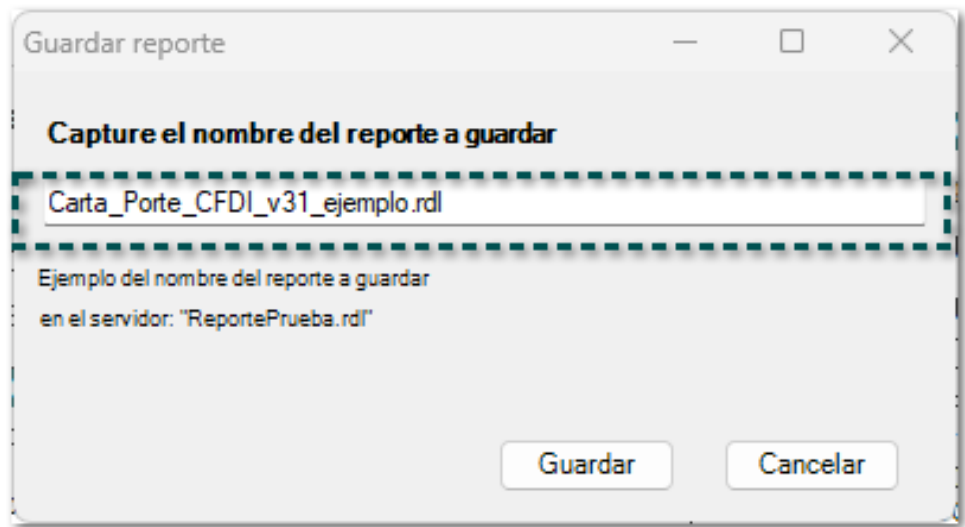 Guardar reporte
Capture el nombre del reporte a guardar
Carta_Porte_CFDI_v31_ejemplo.rdl
Ejemplo del nombre del reporte a guardar
en el servidor: "ReportePrueba.rdl"
Guardar
Cancelar